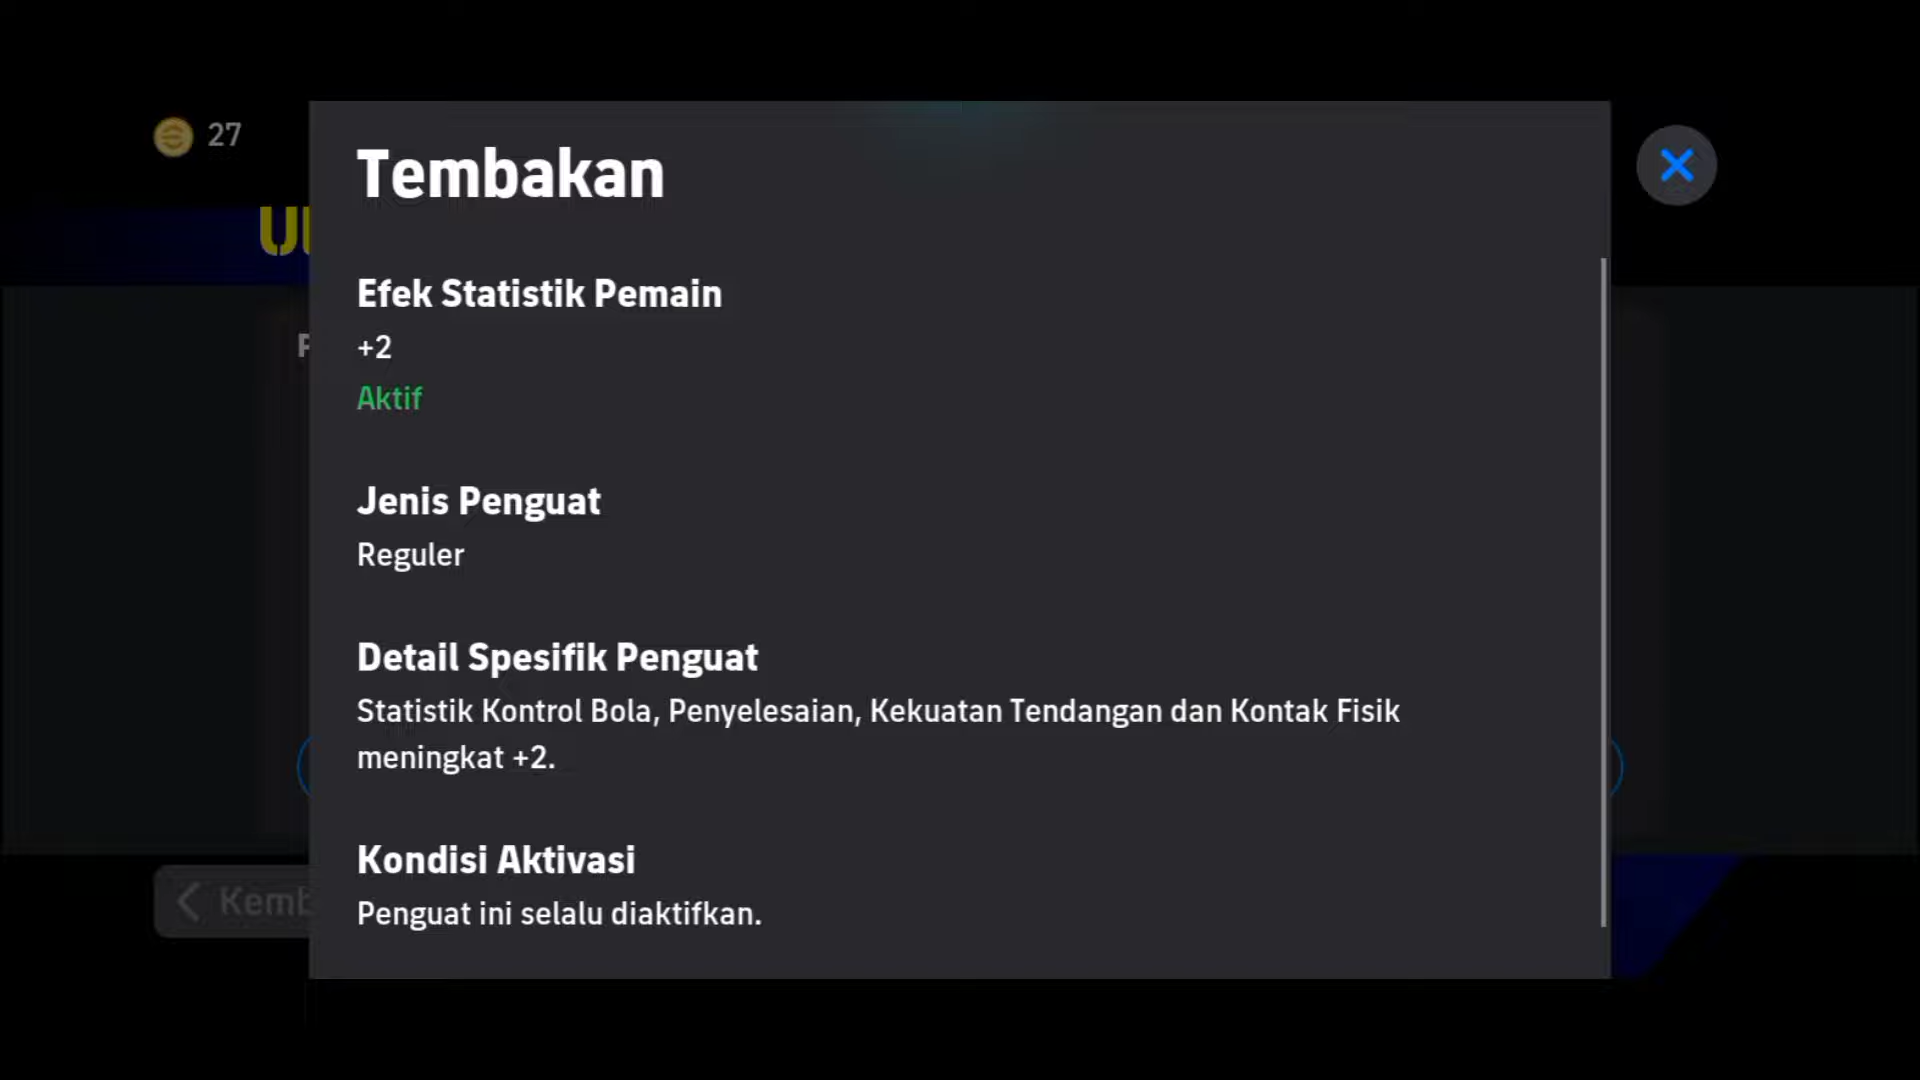 27
Tembakan
Efek Statistik Pemain
+2
Aktif
Jenis Penguat
Reguler
Detail Spesifik Penguat
Statistik Kontrol Bola, Penyelesaian, Kekuatan Tendangan dan Kontak Fisik
meningkat +2.
Kondisi Aktivasi
Penguat ini selalu diaktifkan.
Kemb